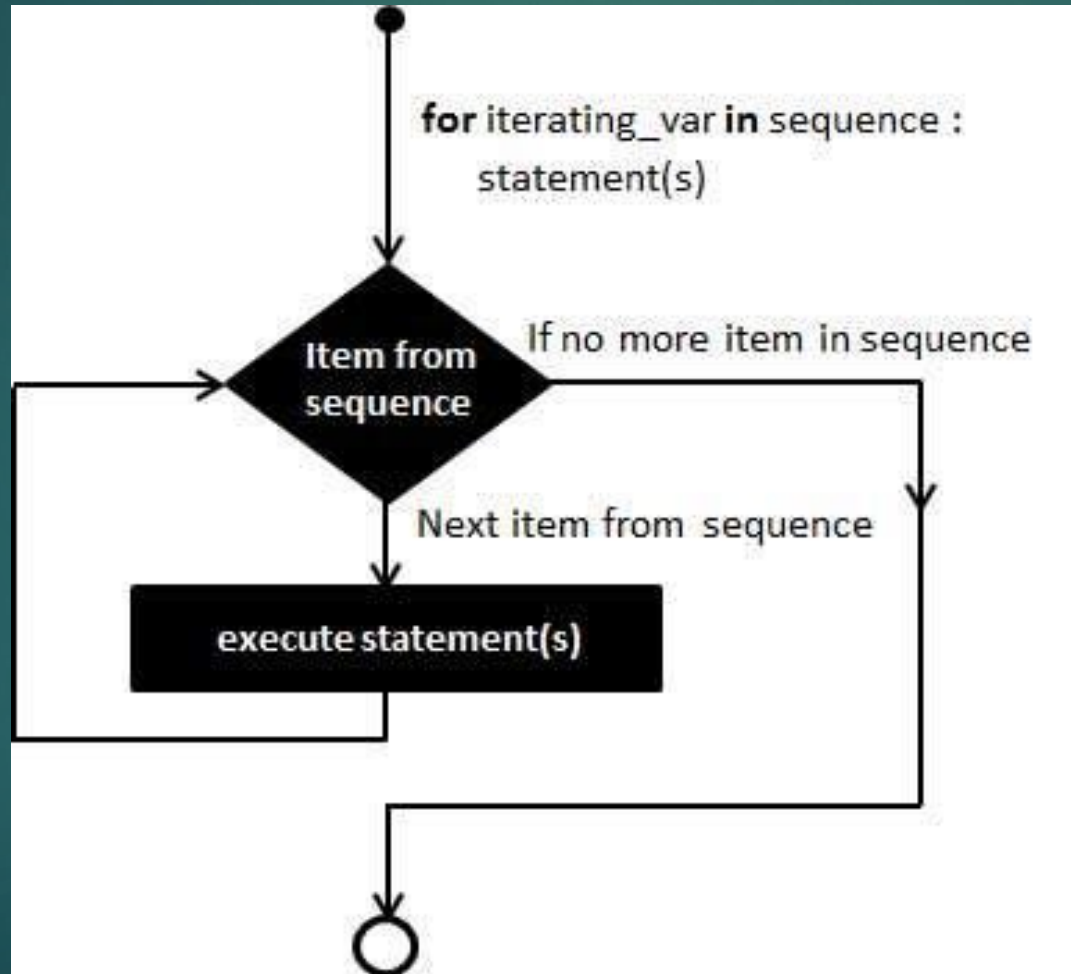 for iterating_var in sequence :
statement(s)
If no more item in sequence
Item from
sequence
Next item from sequence
execute statement(s)